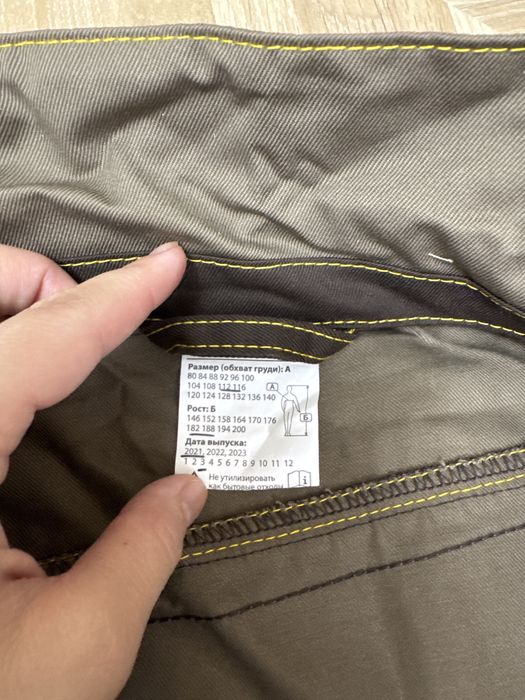 Размер (обхват груди): А
80 84 88 92 96 100
104 108 112 116
А
120 124 128 132 136 140
Рост: Б
Б
146 152 158 164 170 176
182 188 194 200
Дата выпуска:
2021, 2022, 2023
1 2 3 4 5 6 7 8 9 10 11 12
Не утилизировать
как бытовые отходы
i